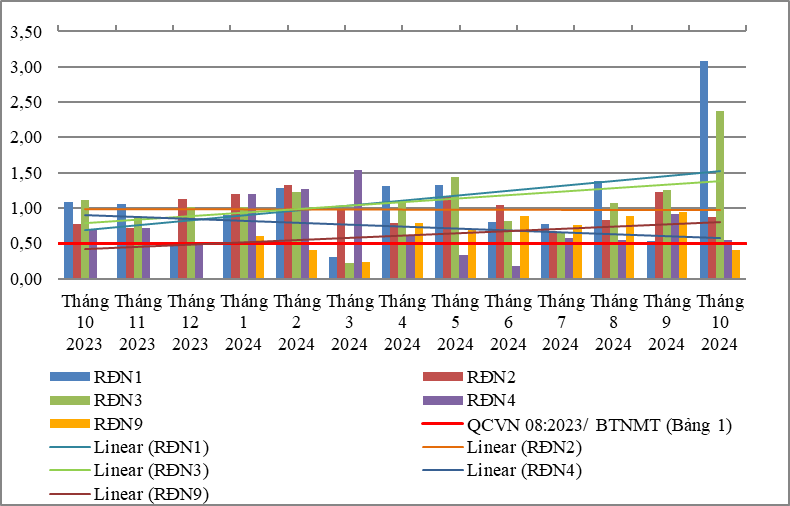 3,50
3,00
2,50
2,00
1,50
1,00
0,50
0,00
Tháng Tháng Tháng Tháng Tháng Tháng Tháng Tháng Tháng Tháng Tháng Tháng Tháng
10 11 12 1 2 3 4 5 6 7 8 9 10
2023 2023 2023 2024 2024 2024 2024 2024 2024 2024 2024 2024 2024
RĐN1 RĐN2
RĐN3 RĐN4
RĐN9 QCVN 08:2023/ BTNMT (Bảng 1)
Linear (RĐN1) Linear (RĐN2)
Linear (RĐN3) Linear (RĐN4)
Linear (RĐN9)